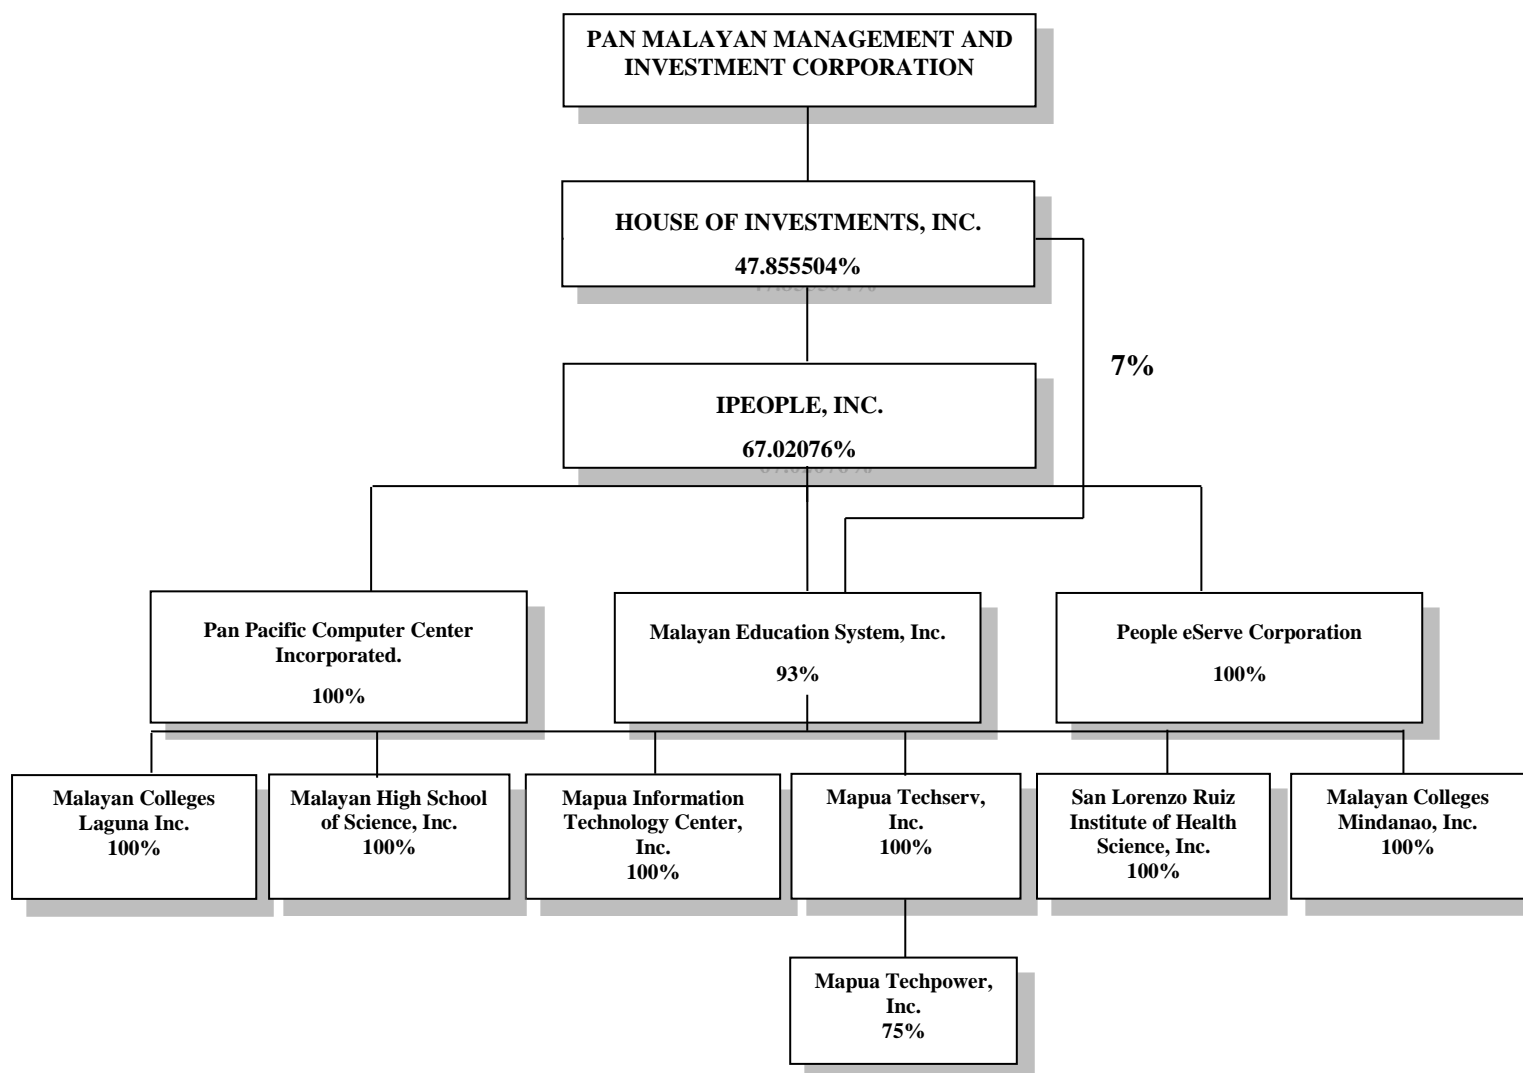 PAN MALAYAN MANAGEMENT AND
INVESTMENT CORPORATION
HOUSE OF INVESTMENTS, INC.
47.855504%
7%
IPEOPLE, INC.
67.02076%
Pan Pacific Computer Center
Incorporated.
100%
Malayan Education System, Inc.
93%
People eServe Corporation
100%
Malayan Colleges
Laguna Inc.
100%
Malayan High School
of Science, Inc.
100%
Mapua Information
Technology Center,
Inc.
100%
Mapua Techserv,
Inc.
100%
San Lorenzo Ruiz
Institute of Health
Science, Inc.
100%
Malayan Colleges
Mindanao, Inc.
100%
Mapua Techpower,
Inc.
75%